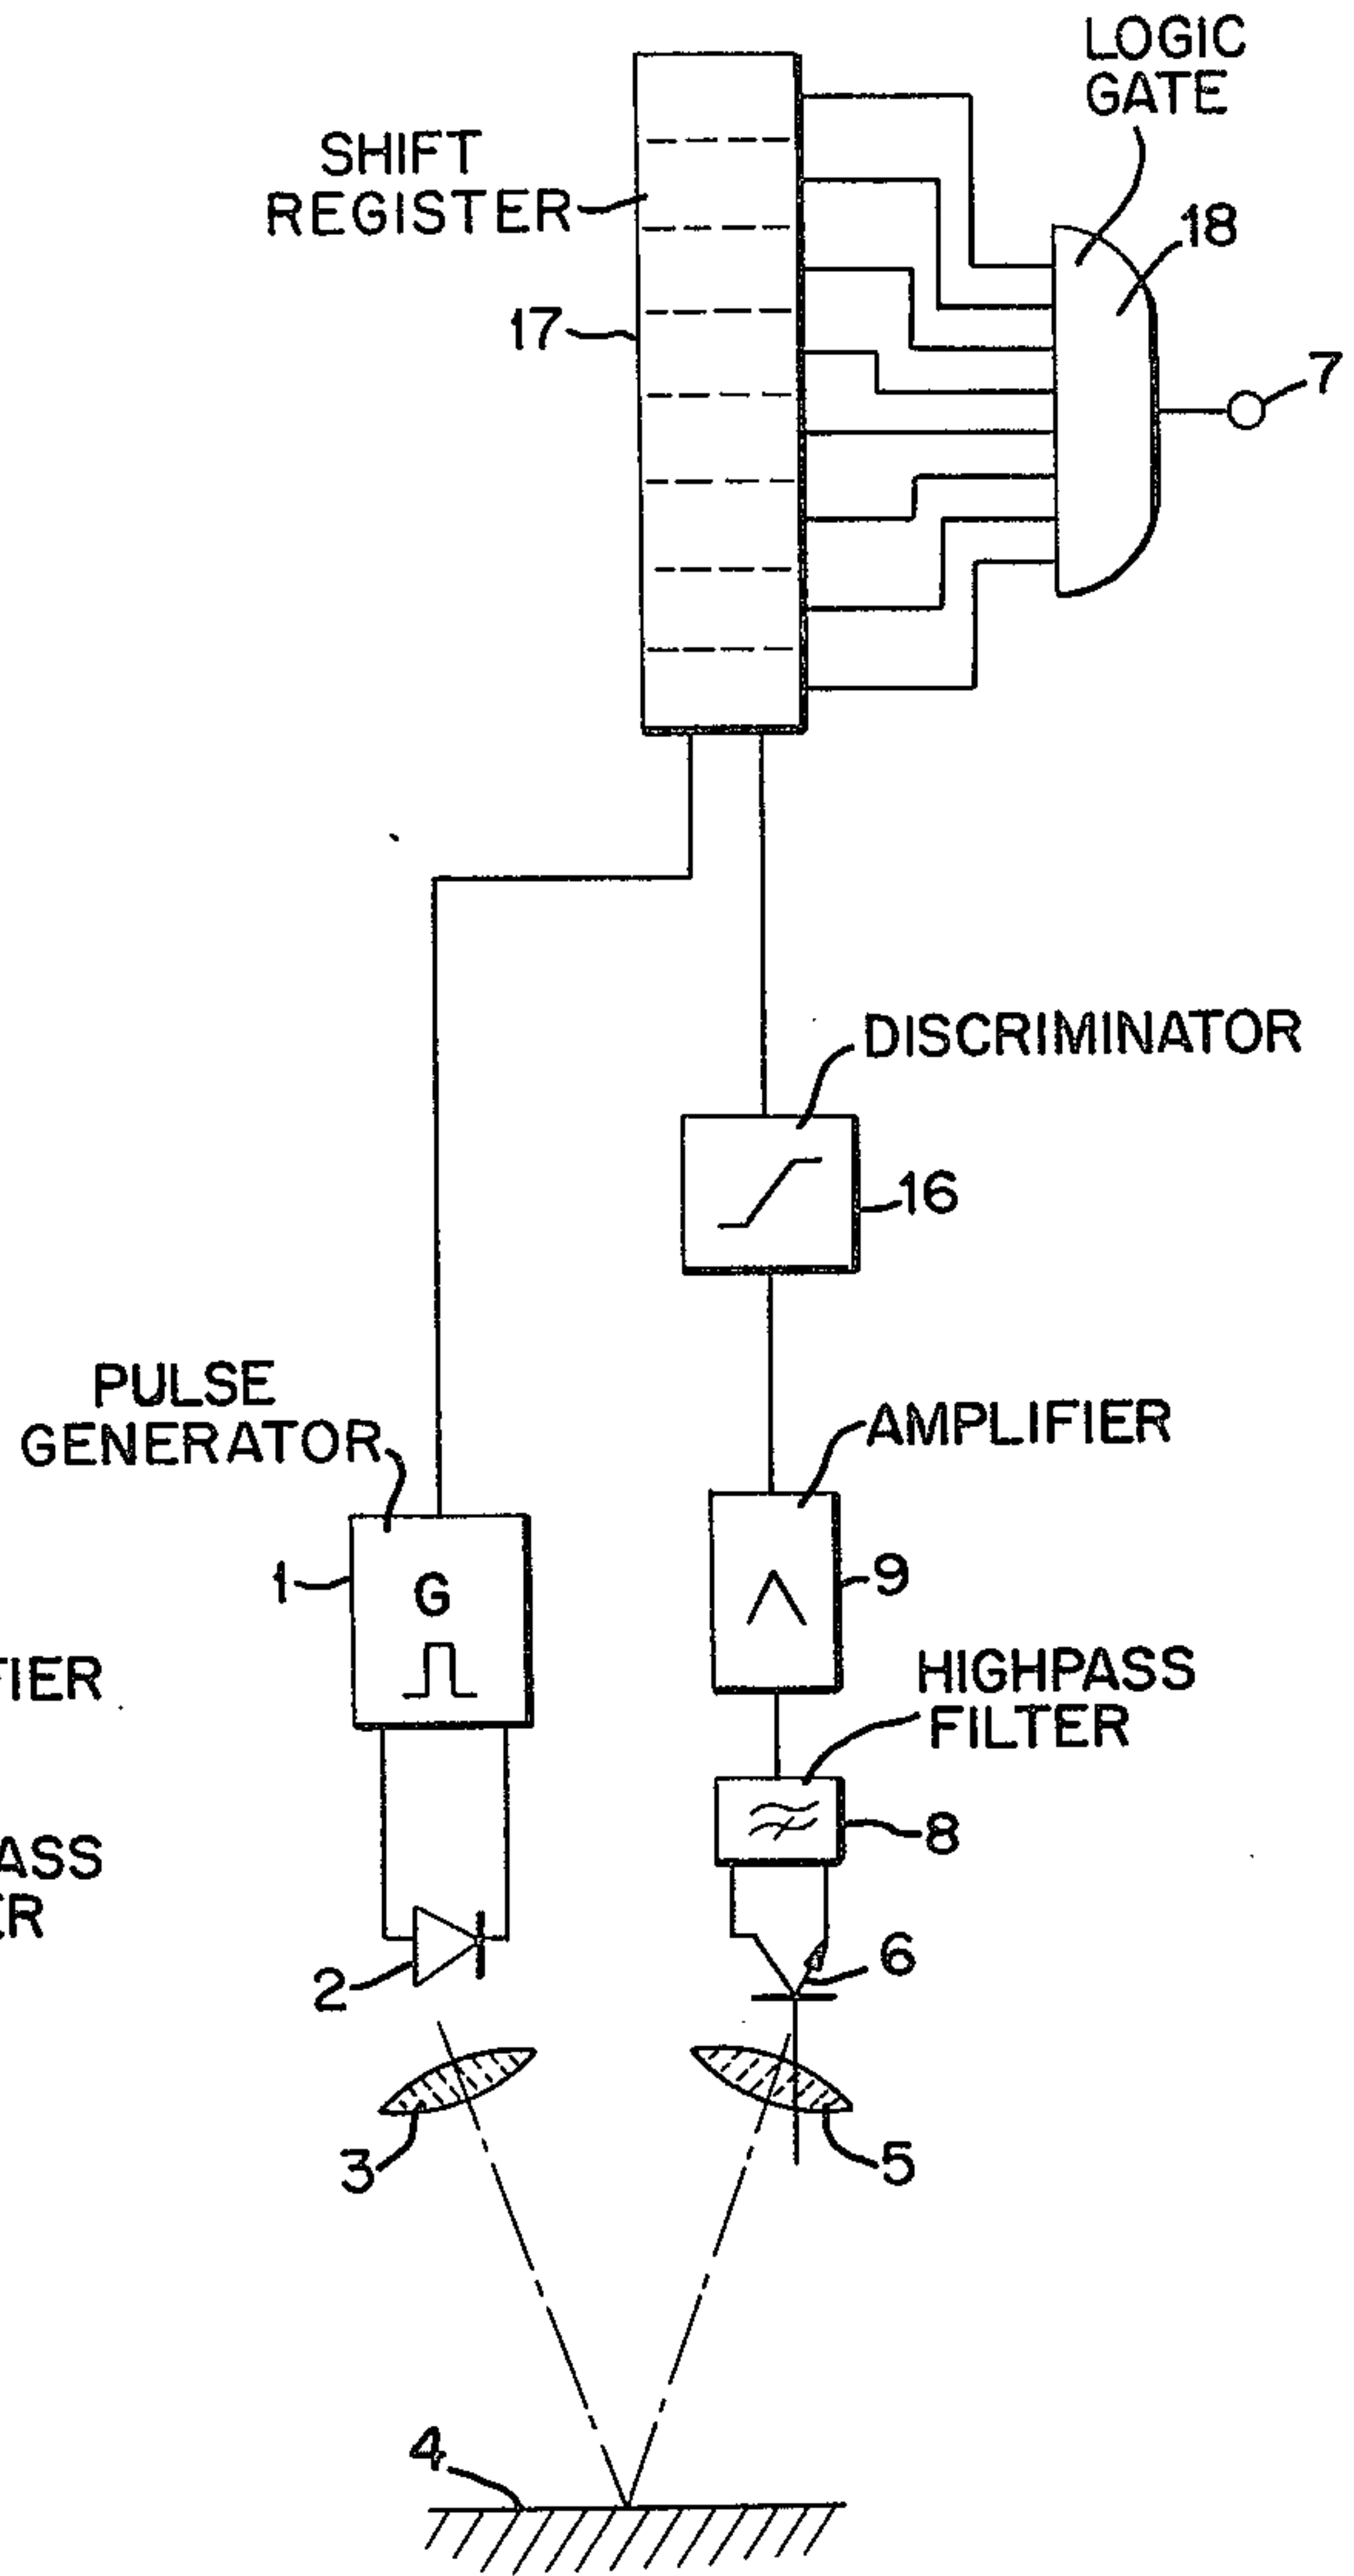 LOGIC
GATE
SHIFT
REGISTER
18
17
7
DISCRIMINATOR
16
PULSE
GENERATOR
AMPLIFIER
1
G
9
FIER
HIGHPASS
FILTER
8
ASS
ER
2
6
3
5
4